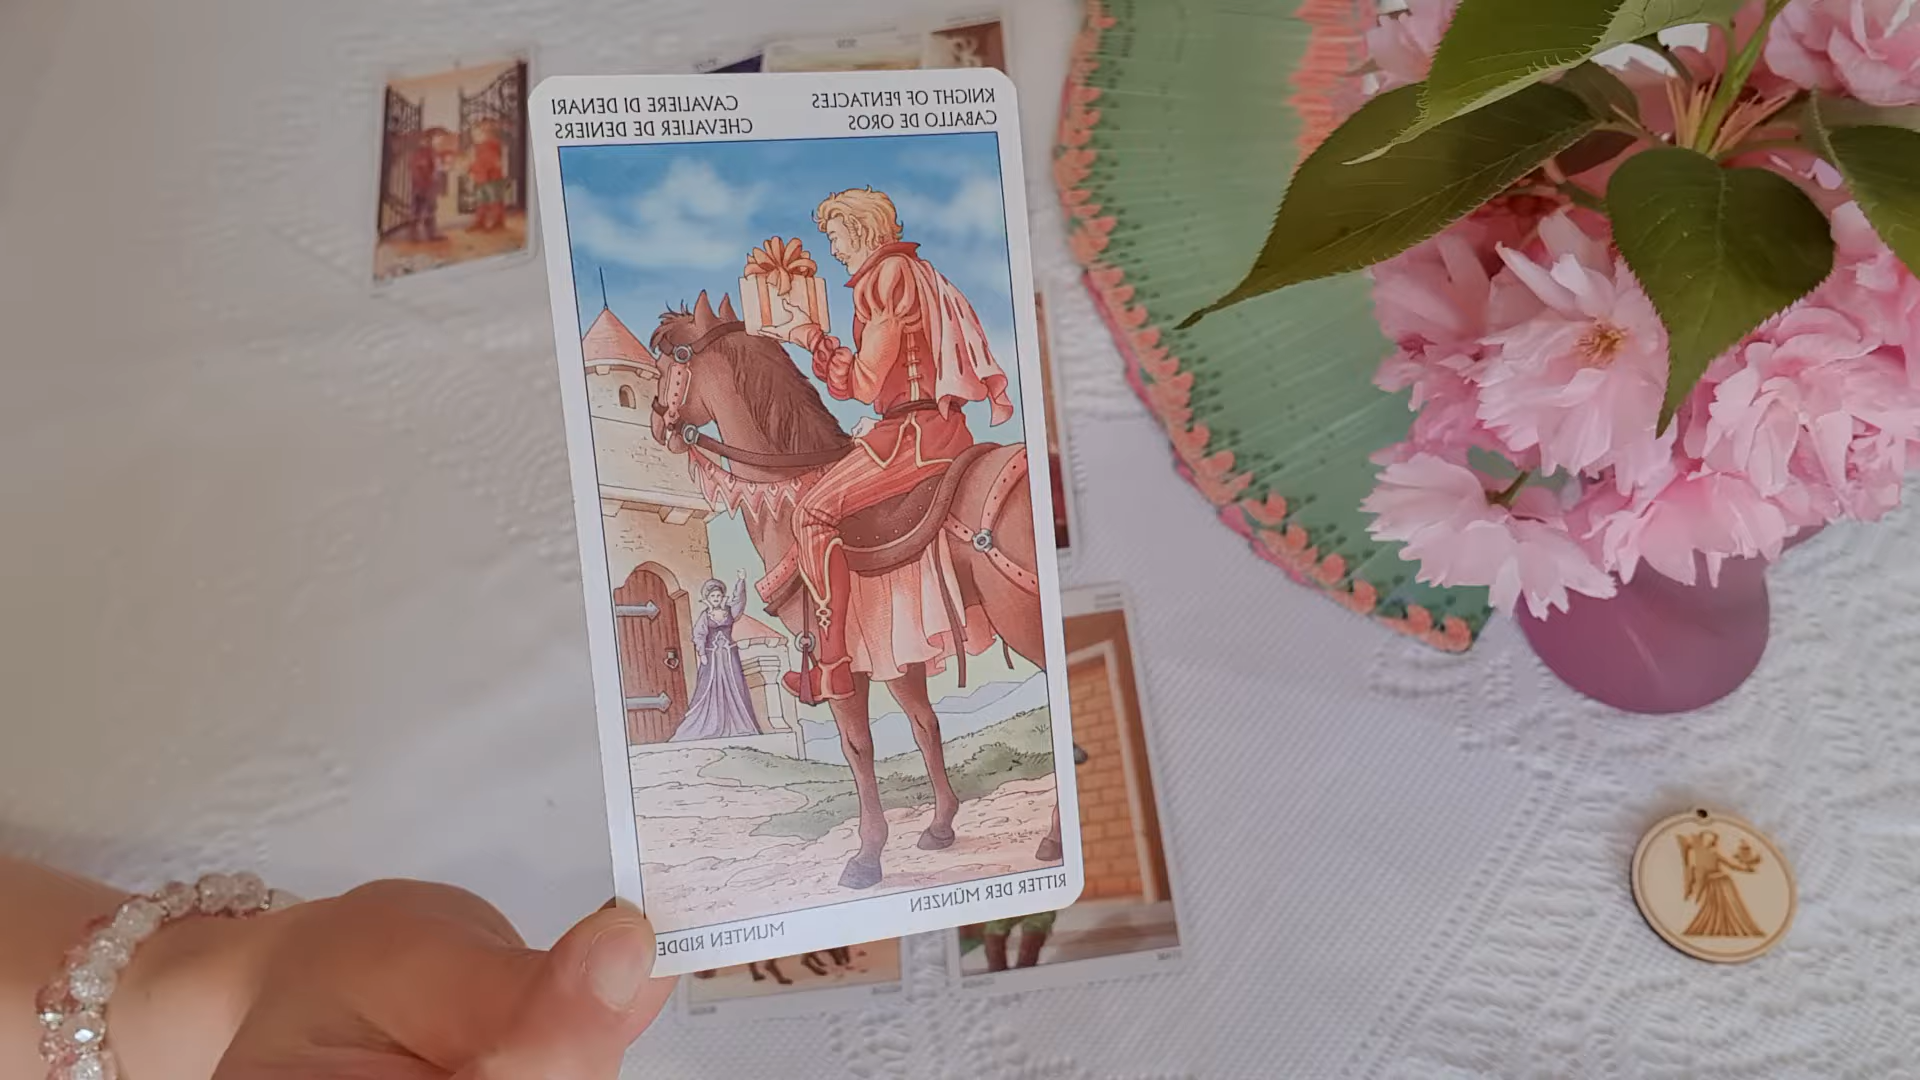 KNIGHT OF PENTACLES CAVALIERE DI DENARI
CABALLO DE OROS CHEVALIER DE DENIERS
RITTER DER MÜNZEN MUNTEN RIDDE